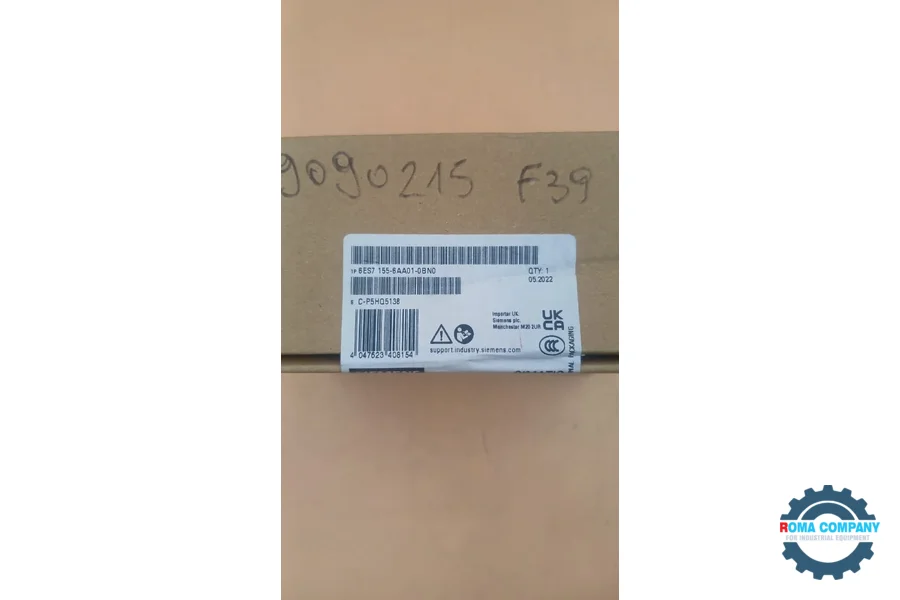 9090215 F39
1P 6ES7 155-6AA01-0BN0
QTY: 1
05.2022
S C-P5HQ5138
Importer UK:
Siemens plc,
Manchester M20 2UR
UK
CA
CCC
support.industry.siemens.com
4 047623 408154
ROMA COMPANY
FOR INDUSTRIAL EQUIPMENT